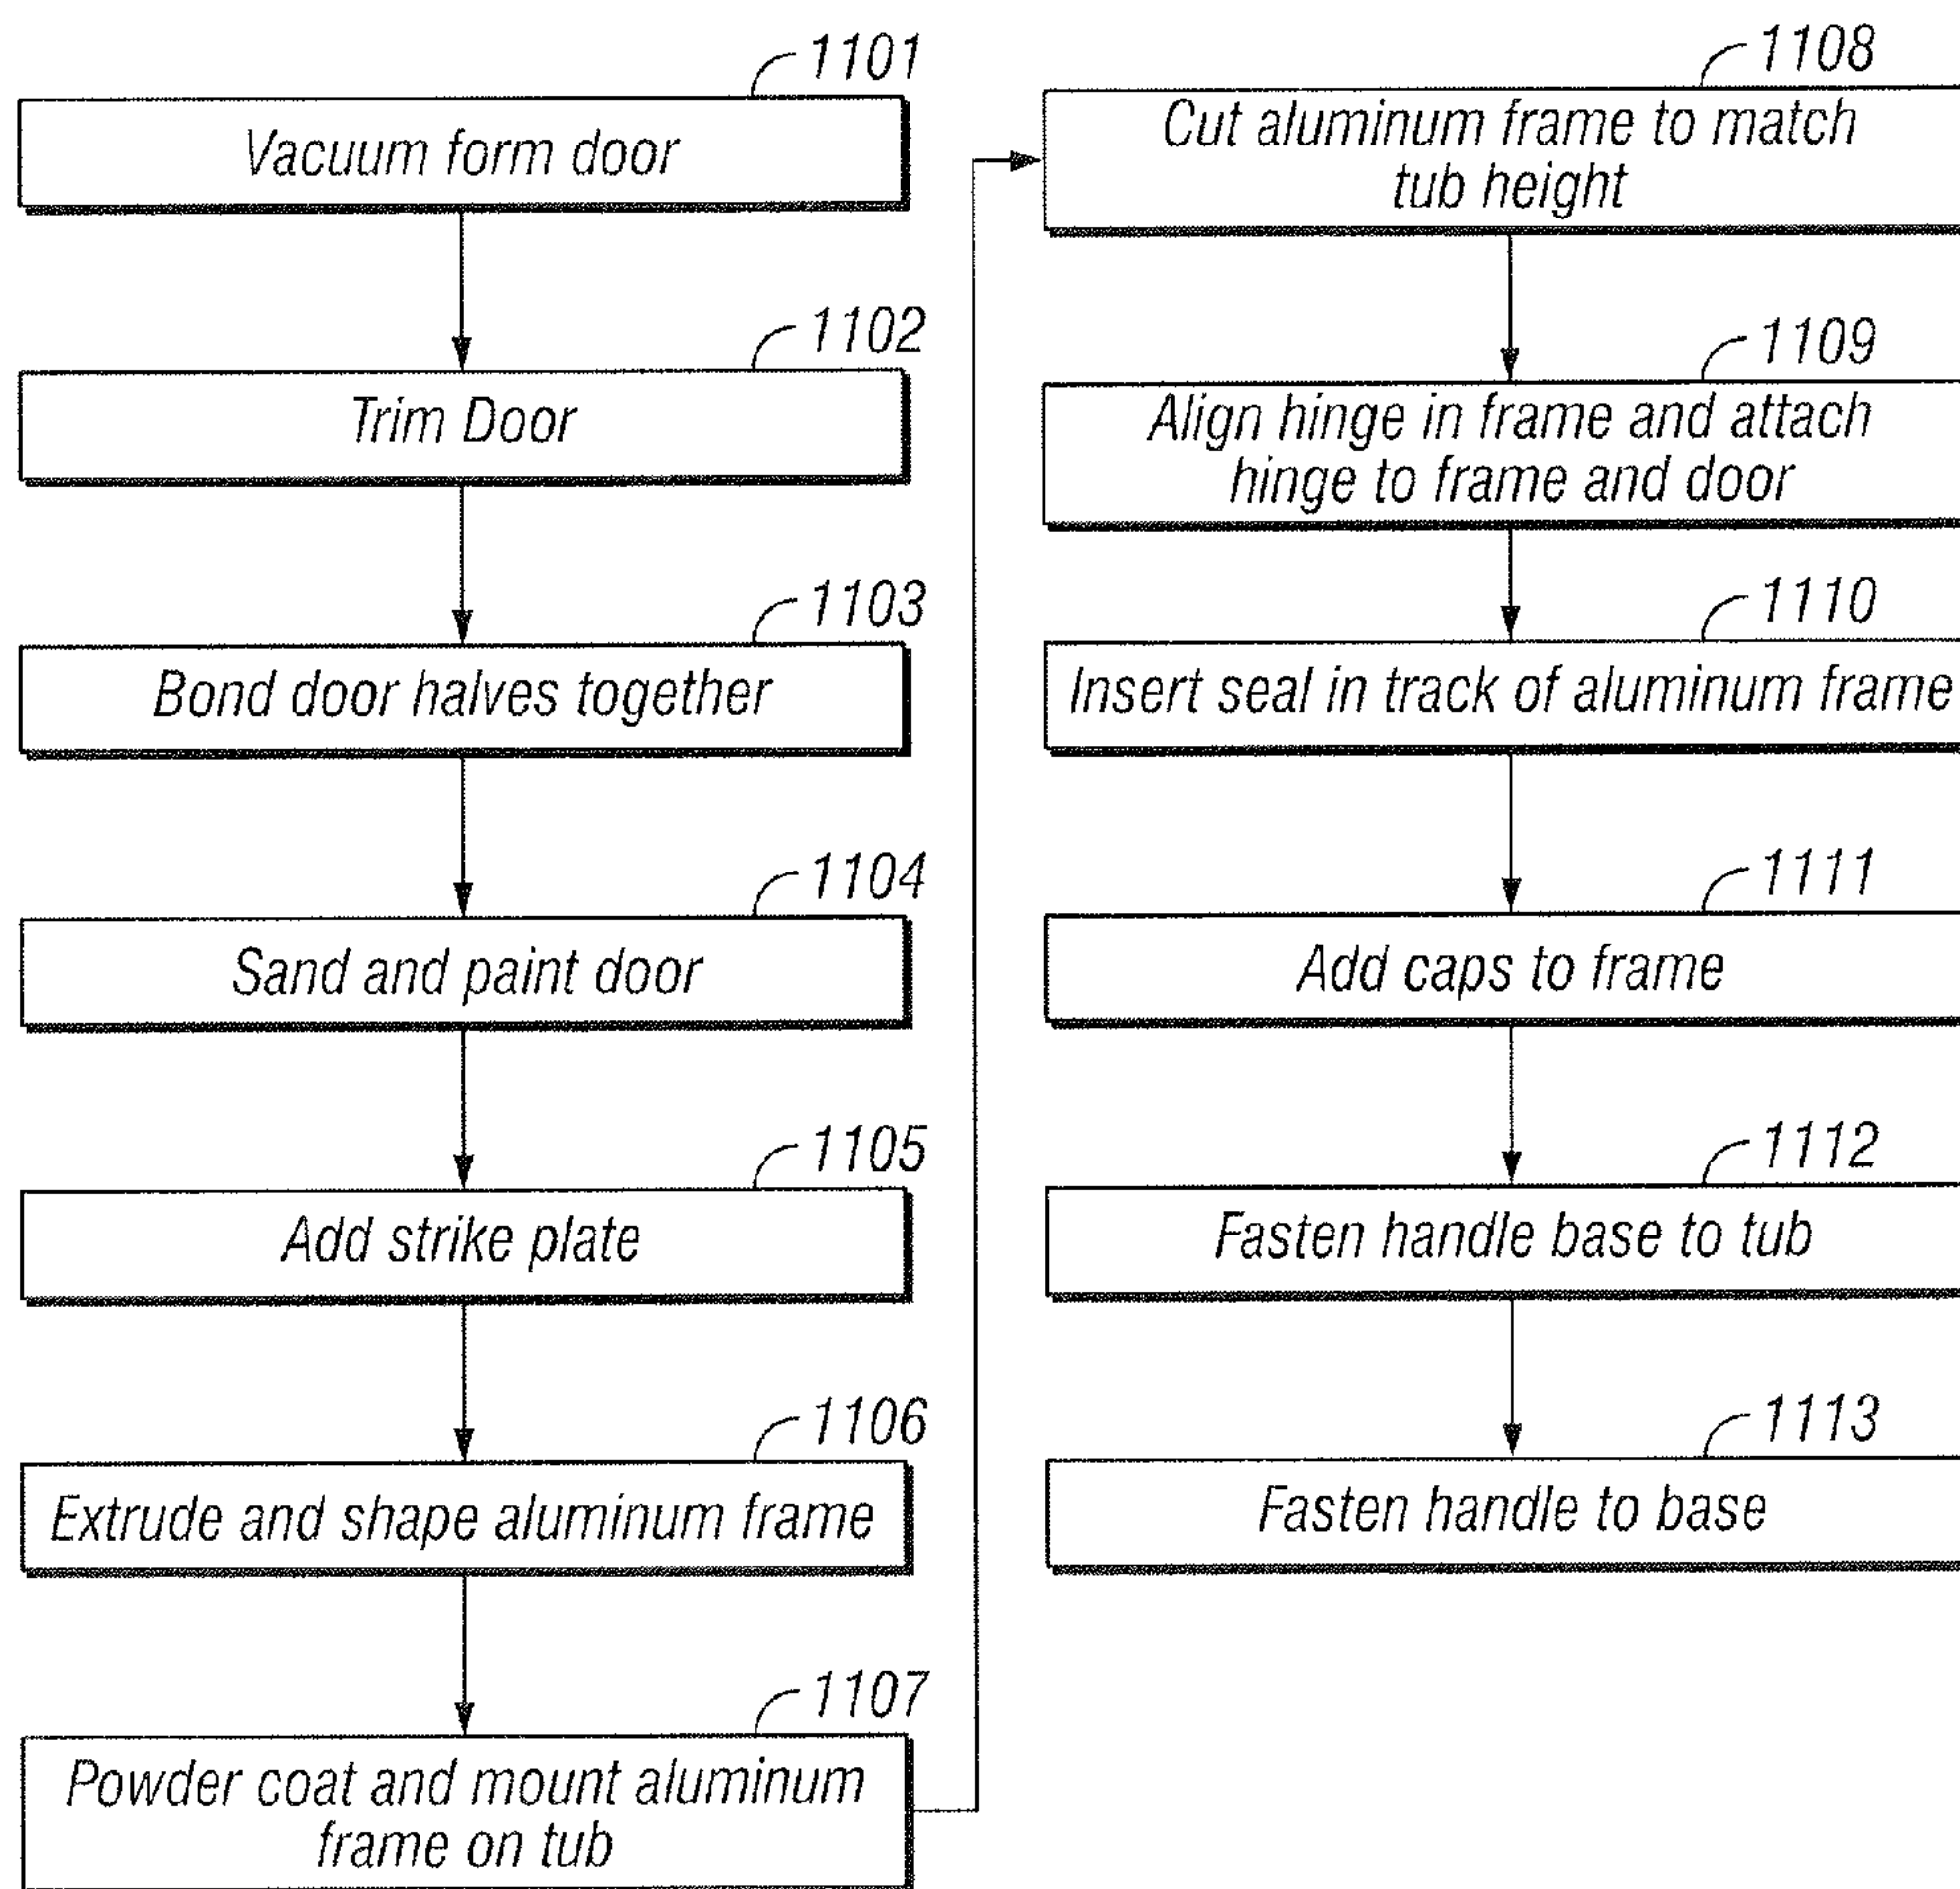 1101
Vacuum form door
1102
Trim Door
1103
Bond door halves together
1104
Sand and paint door
1105
Add strike plate
1106
Extrude and shape aluminum frame
1107
Powder coat and mount aluminum
frame on tub
1108
Cut aluminum frame to match
tub height
1109
Align hinge in frame and attach
hinge to frame and door
1110
Insert seal in track of aluminum frame
1111
Add caps to frame
1112
Fasten handle base to tub
1113
Fasten handle to base